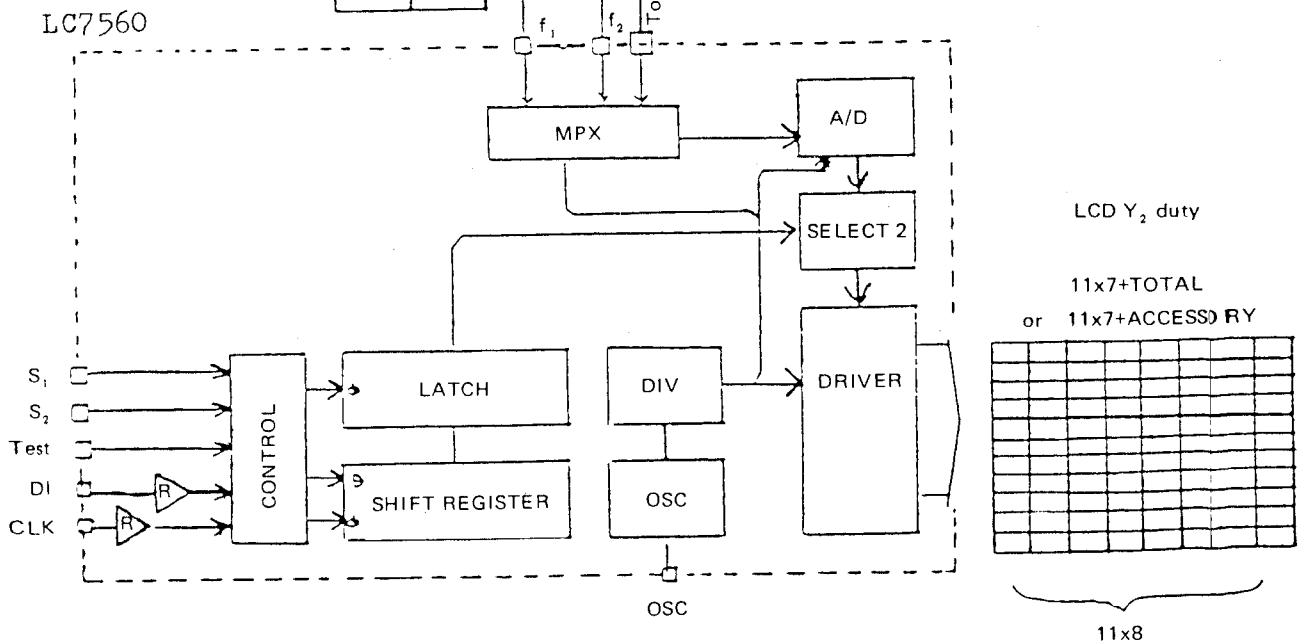 LC7560
f₁
f₂
To
MPX
A/D
SELECT 2
LCD Y₂ duty
11x7+TOTAL
or 11x7+ACCESSORY
S₁
S₂
Test
DI
CLK
R
R
CONTROL
LATCH
SHIFT REGISTER
DIV
OSC
DRIVER
OSC
11x8